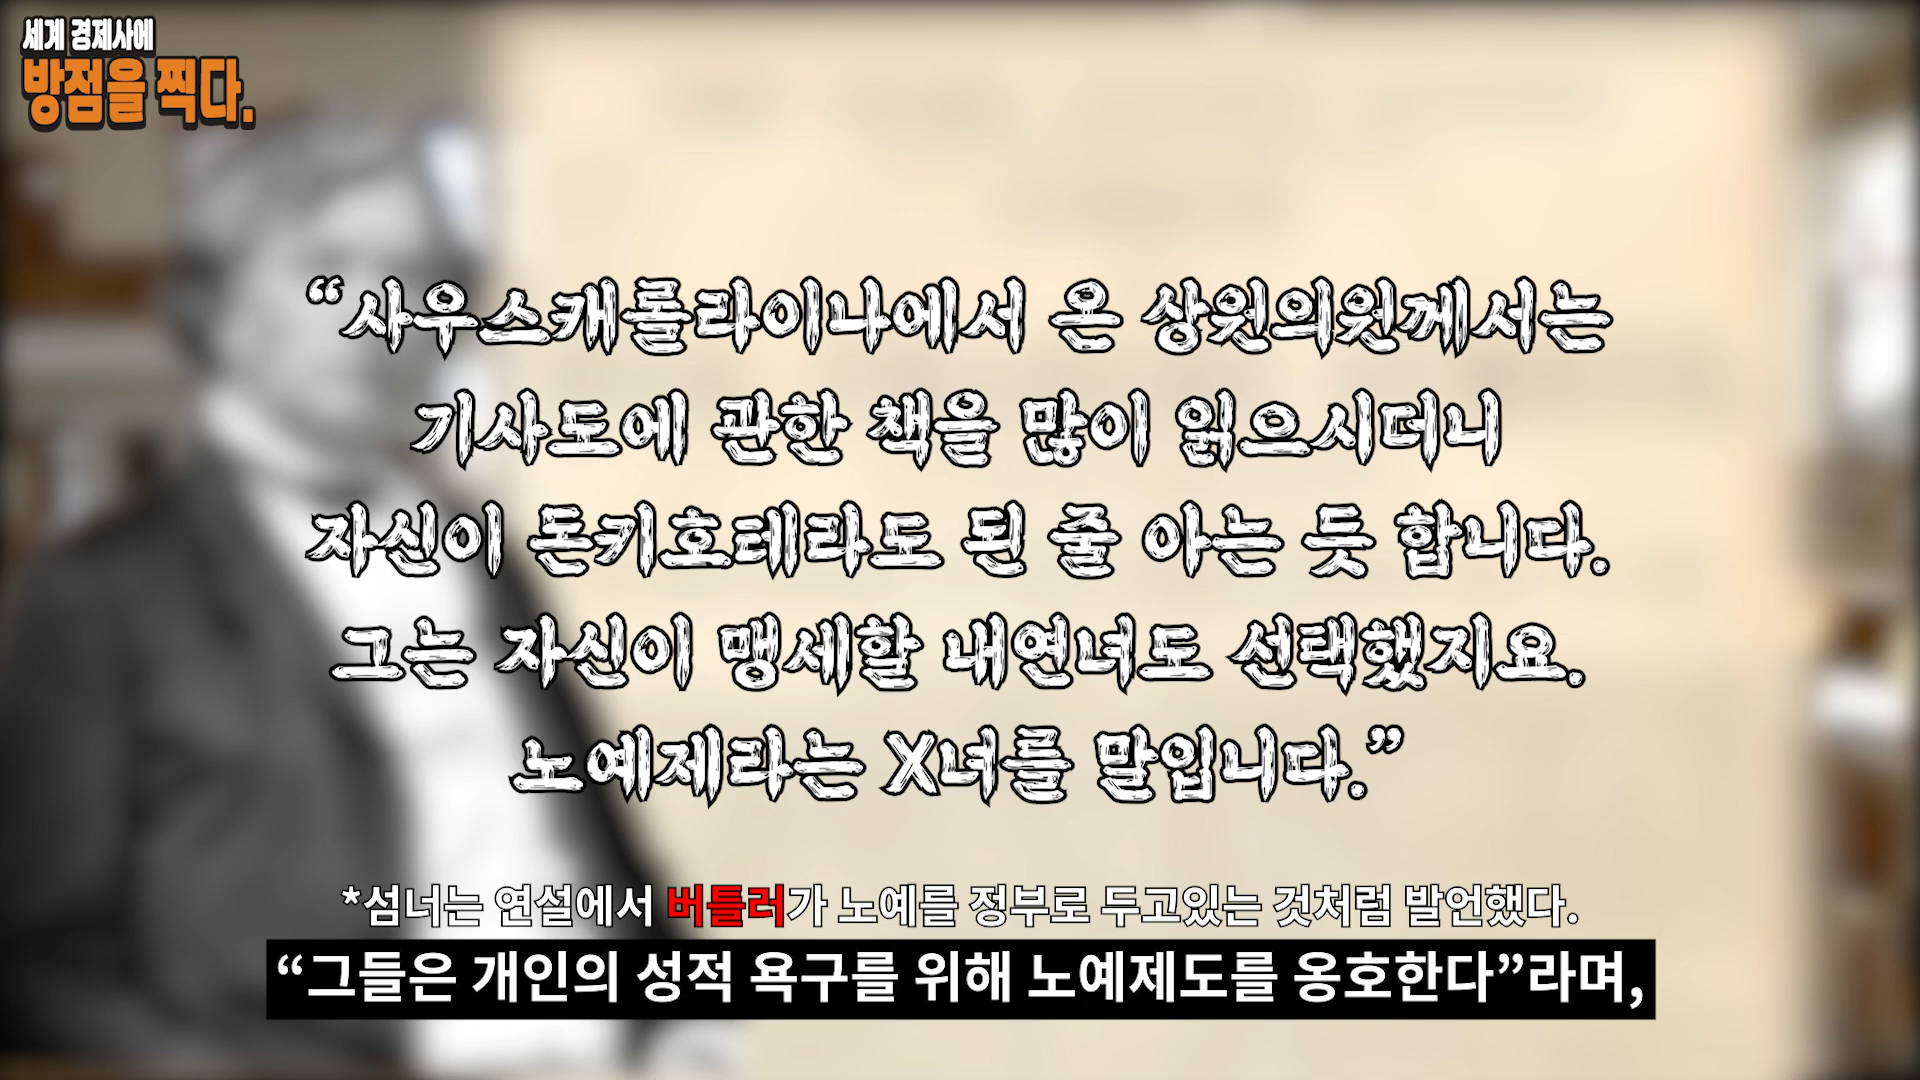 세계 경제사에
방점을 찍다.
“사우스캐롤라이나에서 온 상원의원께서는
기사도에 관한 책을 많이 읽으시더니
자신이 돈키호테라도 된 줄 아는 듯 합니다.
그는 자신이 맹세할 내연녀도 선택했지요.
노예제라는 X녀를 말입니다.”
*섬너는 연설에서 버틀러가 노예를 정부로 두고있는 것처럼 발언했다.
“그들은 개인의 성적 욕구를 위해 노예제도를 옹호한다”라며,